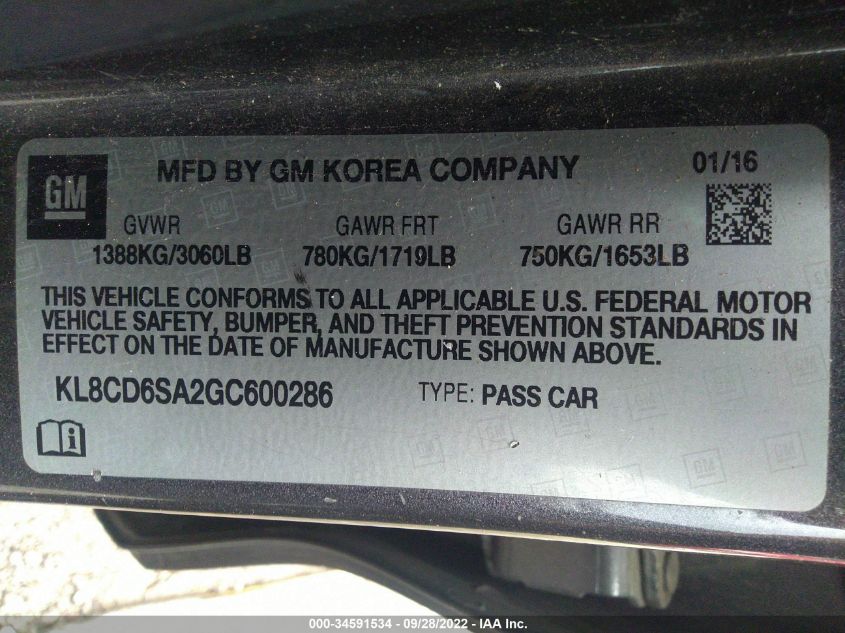 GM
MFD BY GM KOREA COMPANY
01/16
GVWR GAWR FRT GAWR RR
1388KG/3060LB 780KG/1719LB 750KG/1653LB
THIS VEHICLE CONFORMS TO ALL APPLICABLE U.S. FEDERAL MOTOR
VEHICLE SAFETY, BUMPER, AND THEFT PREVENTION STANDARDS IN
EFFECT ON THE DATE OF MANUFACTURE SHOWN ABOVE.
KL8CD6SA2GC600286 TYPE: PASS CAR
000-34591534 - 09/28/2022 - IAA Inc.